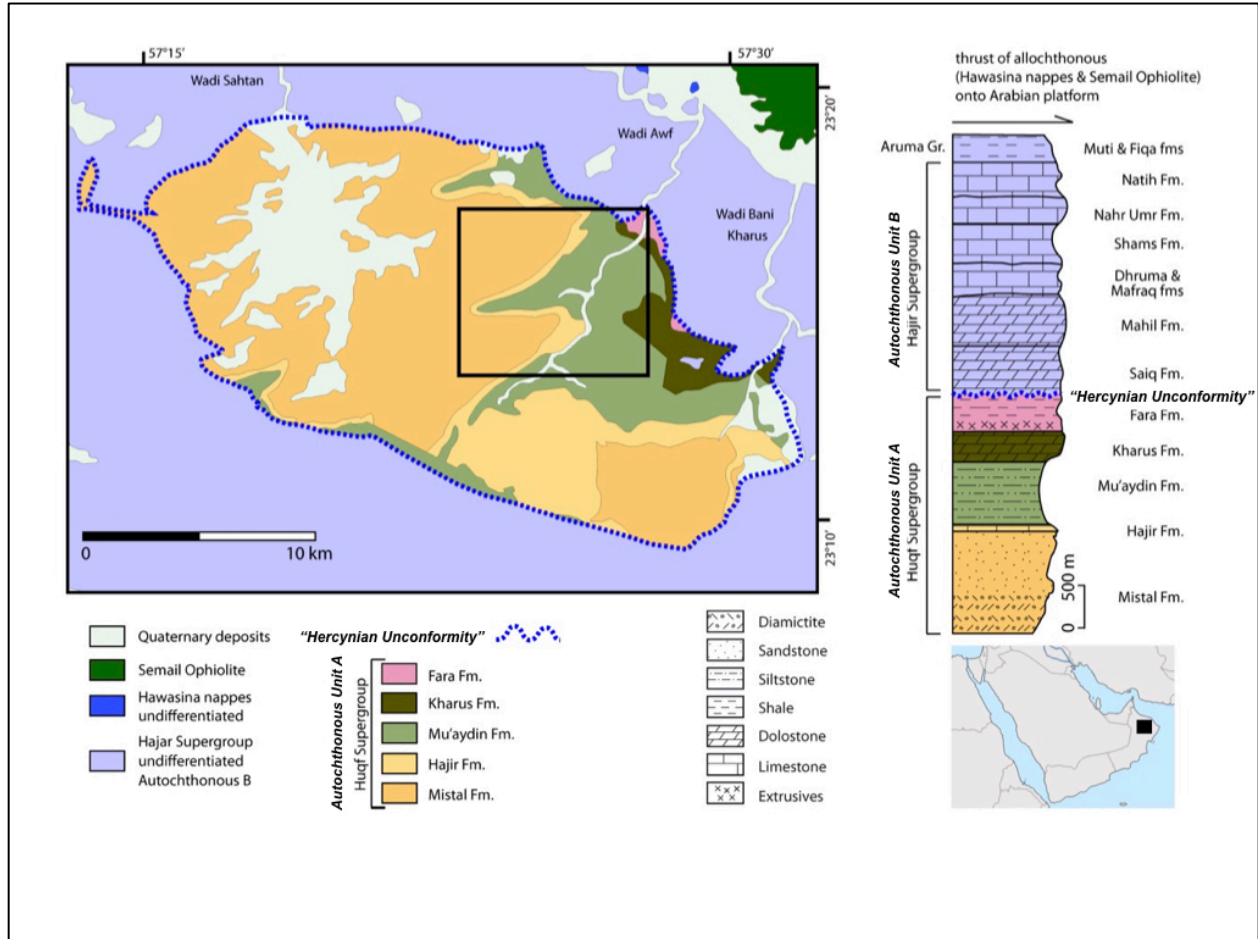 57°15'
57°30'
Wadi Sahtan
Wadi Awf
Wadi Bani
Kharus
23°20'
23°10'
0
10 km
thrust of allochthonous
(Hawasina nappes & Semail Ophiolite)
onto Arabian platform
Aruma Gr.
Muti & Fiqa fms
Natih Fm.
Nahr Umr Fm.
Shams Fm.
Dhruma &
Mafraq fms
Mahil Fm.
Saiq Fm.
"Hercynian Unconformity"
Fara Fm.
Kharus Fm.
Mu'aydin Fm.
Hajir Fm.
Mistal Fm.
Autochthonous Unit B
Hajir Supergroup
Autochthonous Unit A
Huqf Supergroup
500 m
0
Quaternary deposits
Semail Ophiolite
Hawasina nappes
undifferentiated
Hajar Supergroup
undifferentiated
Autochthonous B
"Hercynian Unconformity"
Autochthonous Unit A
Huqf Supergroup
Fara Fm.
Kharus Fm.
Mu'aydin Fm.
Hajir Fm.
Mistal Fm.
Diamictite
Sandstone
Siltstone
Shale
Dolostone
Limestone
Extrusives